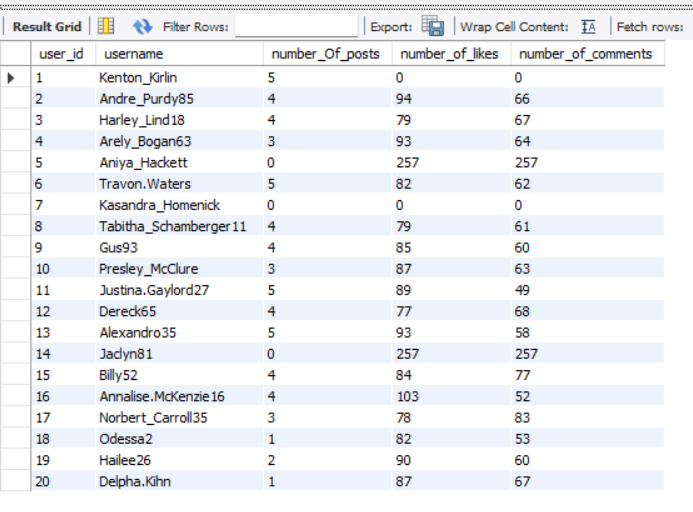 Result Grid Filter Rows: Export: Wrap Cell Content: IA Fetch rows:
user_id username number_Of_posts number_of_likes number_of_comments
1 Kenton_Kirlin 5 0 0
2 Andre_Purdy85 4 94 66
3 Harley_Lind18 4 79 67
4 Arely_Bogan63 3 93 64
5 Aniya_Hackett 0 257 257
6 Travon.Waters 5 82 62
7 Kasandra_Homenick 0 0 0
8 Tabitha_Schamberger11 4 79 61
9 Gus93 4 85 60
10 Presley_McClure 3 87 63
11 Justina.Gaylord27 5 89 49
12 Dereck65 4 77 68
13 Alexandro35 5 93 58
14 Jaclyn81 0 257 257
15 Billy52 4 84 77
16 Annalise.McKenzie16 4 103 52
17 Norbert_Carroll35 3 78 83
18 Odessa2 1 82 53
19 Hailee26 2 90 60
20 Delpha.Kihn 1 87 67